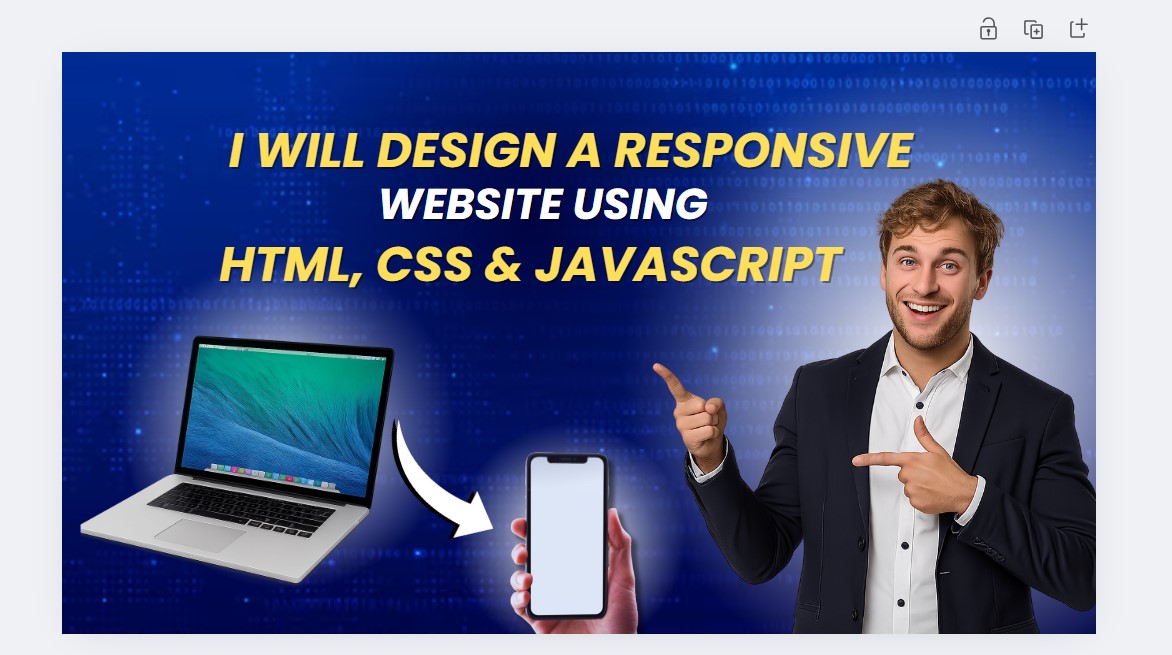 I WILL DESIGN A RESPONSIVE
WEBSITE USING
HTML, CSS & JAVASCRIPT